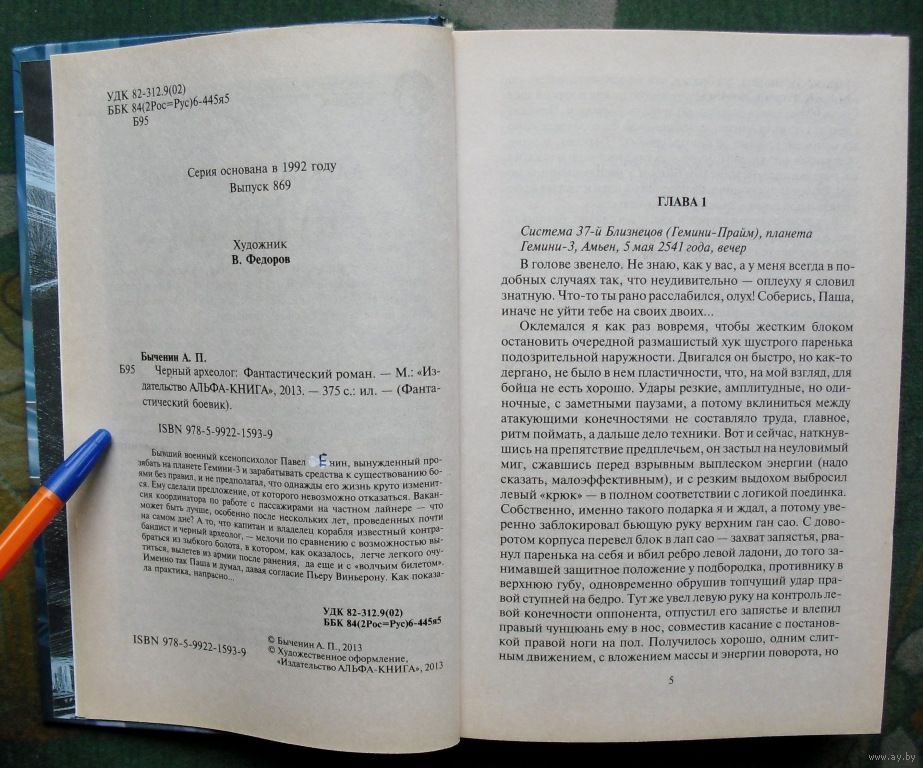 УДК 82-312.9(02)
ББК 84(2Рос=Рус)6-445я5
Б95
Серия основана в 1992 году
Выпуск 869
Художник
В. Федоров
Быченин А. П.
Б95 Черный археолог: Фантастический роман. — М.: «Из-
дательство АЛЬФА-КНИГА», 2013. — 375 с.: ил. — (Фанта-
стический боевик).
ISBN 978-5-9922-1593-9
Бывший военный ксенопсихолог Павел нин, вынужденный про-
зябать на планете Гемини-3 и зарабатывать средства к существованию бо-
ями без правил, и не предполагал, что однажды его жизнь круто изменит-
ся. Ему сделали предложение, от которого невозможно отказаться. Вакан-
сия координатора по работе с пассажирами на частном лайнере — что
может быть лучше, особенно после нескольких лет, проведенных почти
на самом дне? А то, что капитан и владелец корабля известный контра-
бандист и черный археолог, — мелочи по сравнению с возможностью вы-
браться из зыбкого болота, в котором, как оказалось, легче легкого очу-
титься, вылетев из армии после ранения, да еще и с «волчьим билетом».
Именно так Паша и думал, давая согласие Пьеру Виньерону. Как показа-
ла практика, напрасно...
УДК 82-312.9(02)
ББК 84(2Рос=Рус)6-445я5
© Быченин А. П., 2013
© Художественное оформление,
«Издательство АЛЬФА-КНИГА», 2013
ISBN 978-5-9922-1593-9
ГЛАВА 1
Система 37-й Близнецов (Гемини-Прайм), планета
Гемини-3, Амьен, 5 мая 2541 года, вечер
В голове звенело. Не знаю, как у вас, а у меня всегда в по-
добных случаях так, что неудивительно — оплеуху я словил
знатную. Что-то ты рано расслабился, олух! Соберись, Паша,
иначе не уйти тебе на своих двоих...
Оклемался я как раз вовремя, чтобы жестким блоком
остановить очередной размашистый хук шустрого паренька
подозрительной наружности. Двигался он быстро, но как-то
дергано, не было в нем пластичности, что, на мой взгляд, для
бойца не есть хорошо. Удары резкие, амплитудные, но оди-
ночные, с заметными паузами, а потому вклиниться между
атакующими конечностями не составляло труда, главное,
ритм поймать, а дальше дело техники. Вот и сейчас, наткнув-
шись на препятствие предплечьем, он застыл на неуловимый
миг, сжавшись перед взрывным выплеском энергии (надо
сказать, малоэффективным), и с резким выдохом выбросил
левый «крюк» — в полном соответствии с логикой поединка.
Собственно, именно такого подарка я и ждал, а потому уве-
ренно заблокировал бьющую руку верхним ган сао. С дово-
ротом корпуса перевел блок в лап сао — захват запястья, рва-
нул паренька на себя и вбил ребро левой ладони, до того за-
нимавшей защитное положение у подбородка, противнику в
верхнюю губу, одновременно обрушив топчущий удар пра-
вой ступней на бедро. Тут же увел левую руку на контроль ле-
вой конечности оппонента, отпустил его запястье и влепил
правый чунцюань ему в нос, совместив касание с постанов-
кой правой ноги на пол. Получилось хорошо, одним слит-
ным движением, с вложением массы и энергии поворота, но
5
www.ay.by